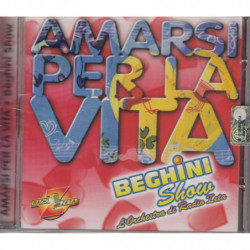 AMARSI
PER LA
VITA
BEGHINI
Show
L'Orchestra di Radio Zeta
AMARSI PER LA VITA • Beghini Show